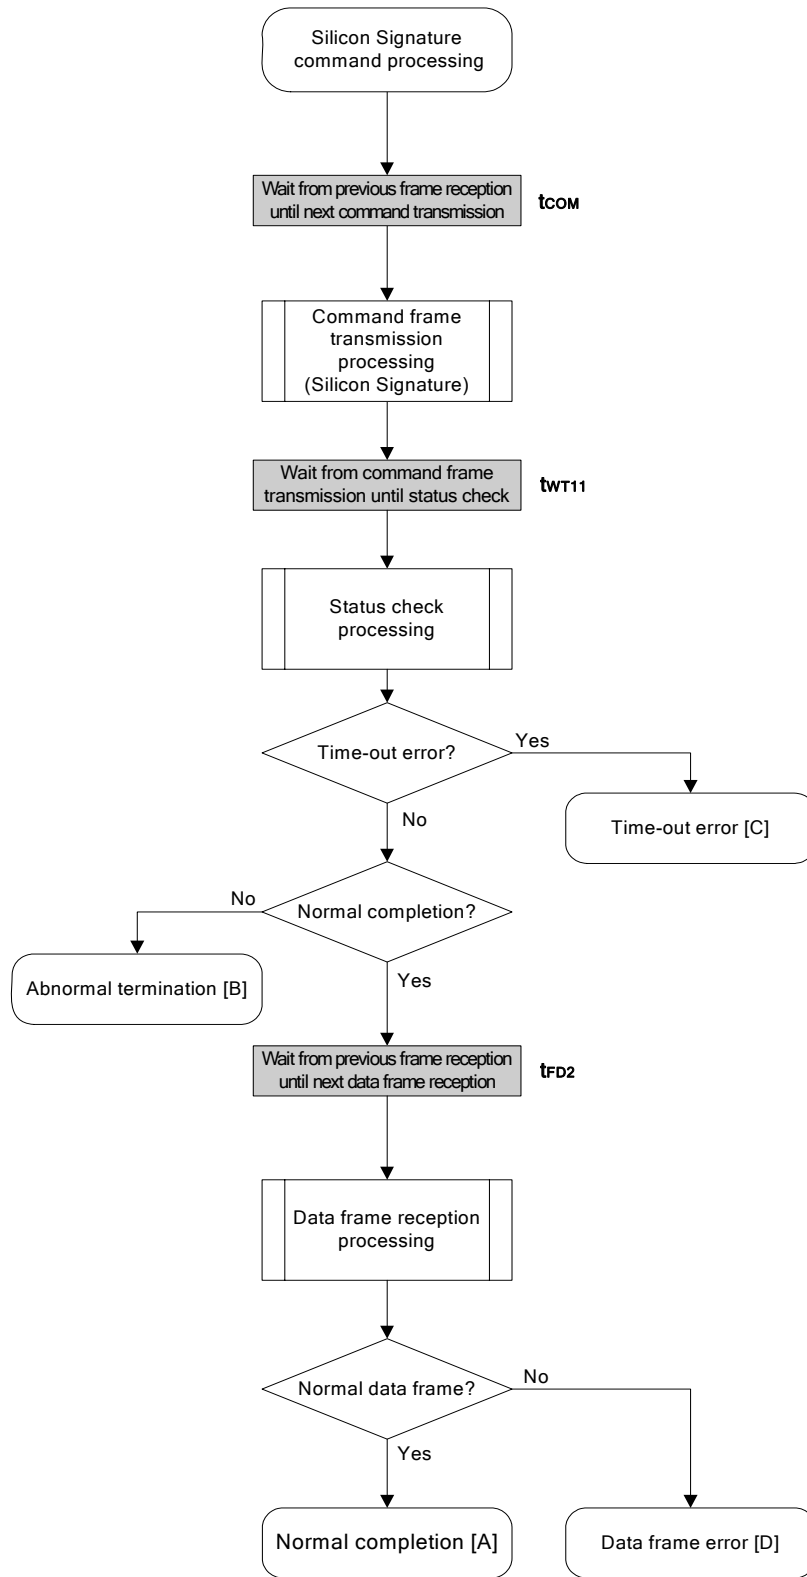 Silicon Signature
command processing
Wait from previous frame reception
until next command transmission
tCOM
Command frame
transmission
processing
(Silicon Signature)
Wait from command frame
transmission until status check
tWT11
Status check
processing
Time-out error?
Yes
Time-out error [C]
No
Normal completion?
No
Abnormal termination [B]
Yes
Wait from previous frame reception
until next data frame reception
tFD2
Data frame reception
processing
Normal data frame?
No
Yes
Normal completion [A]
Data frame error [D]